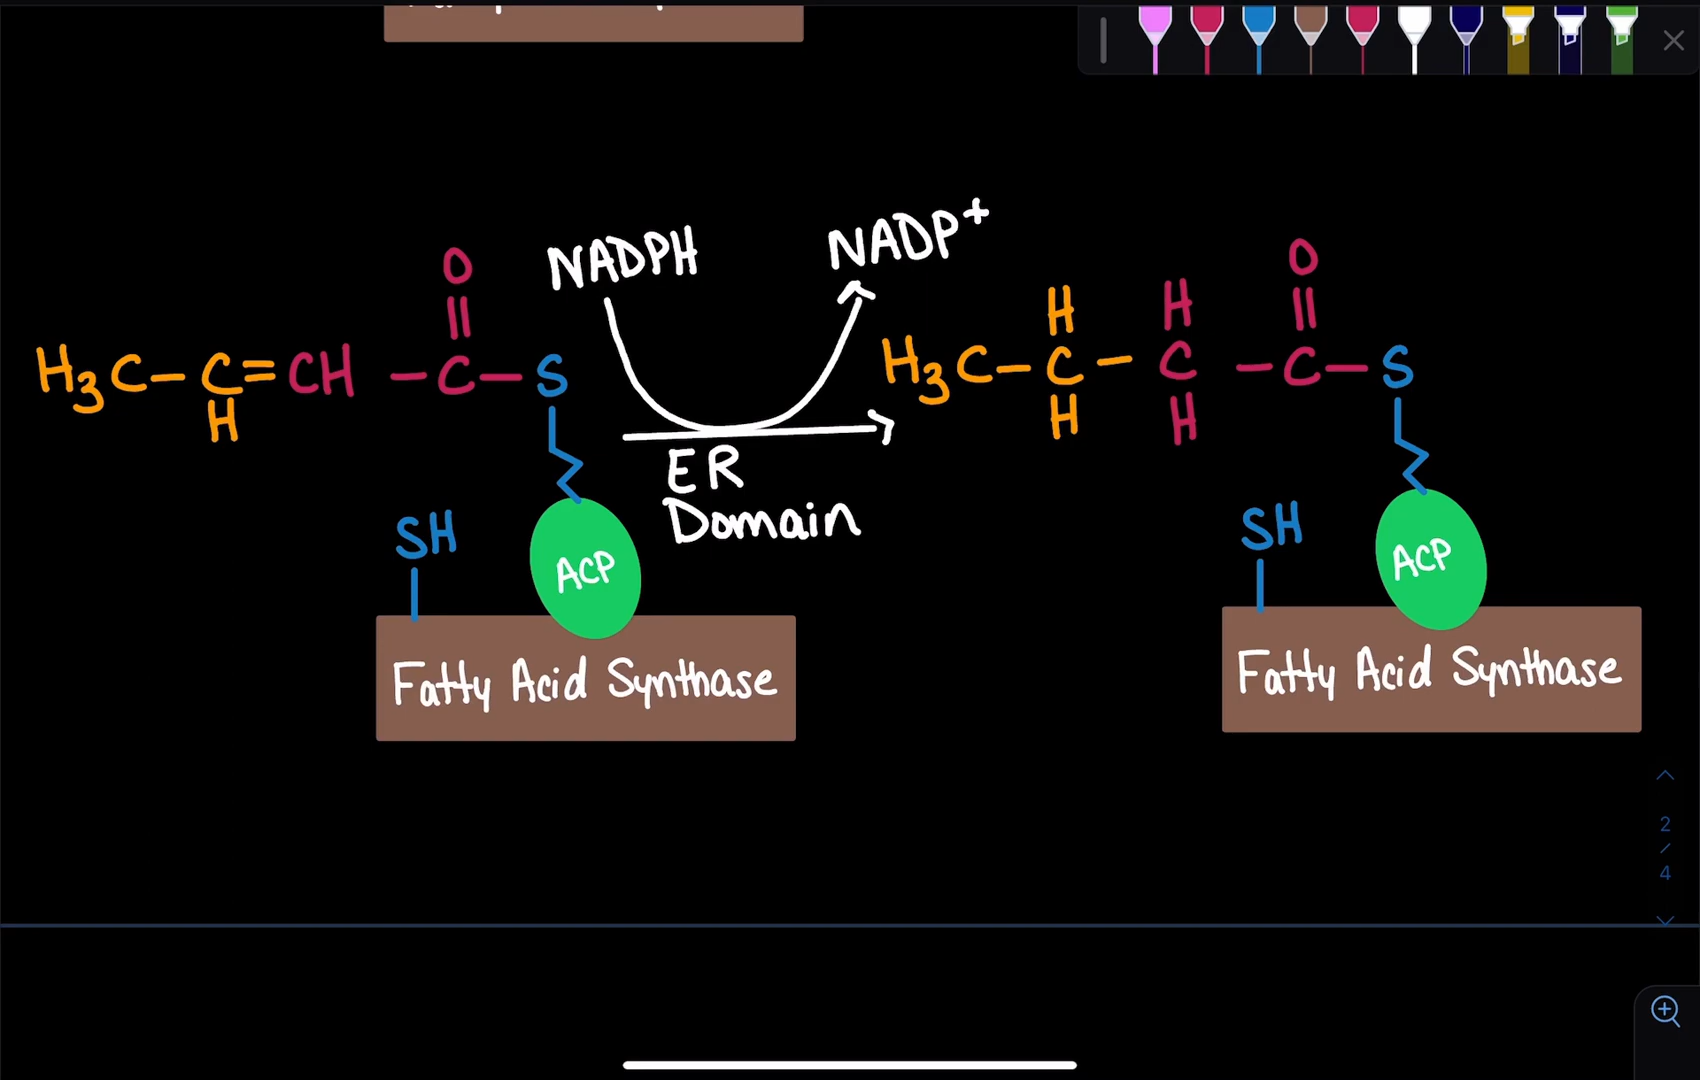 NADPH
NADP+
O
H₃C–C=CH–C–S
H
ER
Domain
SH
ACP
Fatty Acid Synthase
O
H H
H₃C–C–C–C–S
H H
SH
ACP
Fatty Acid Synthase
2
/
4